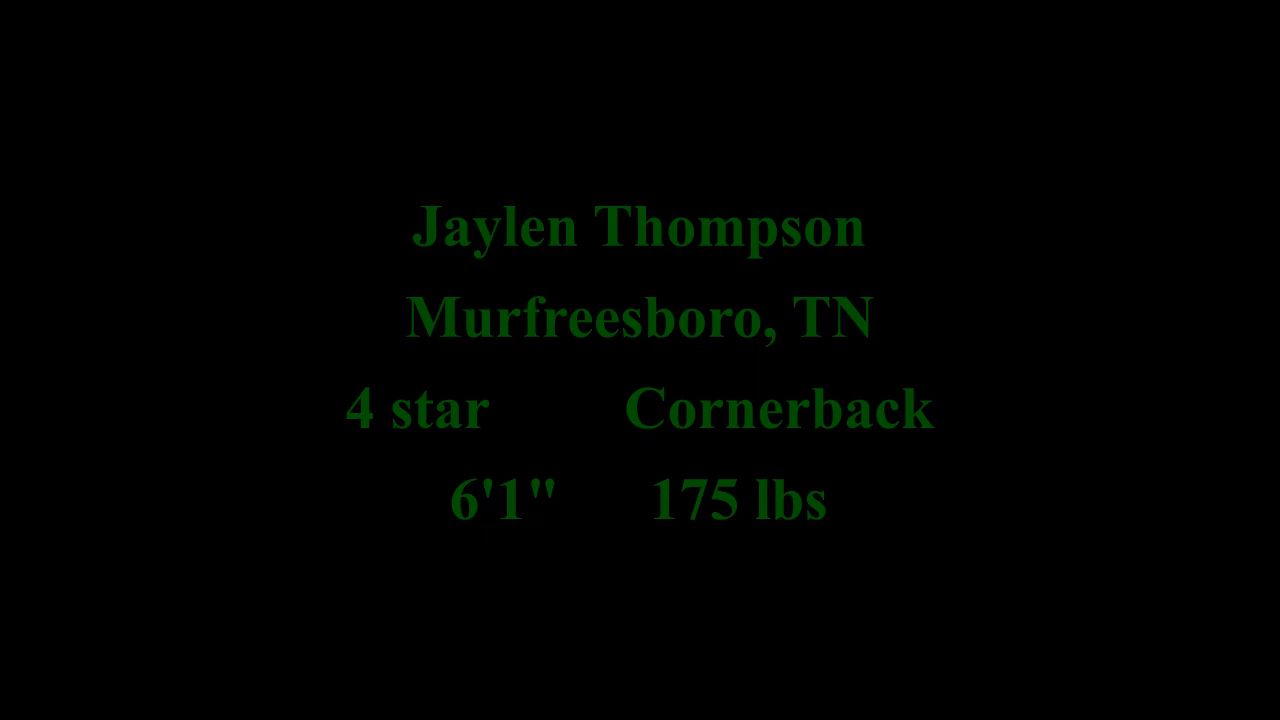 Jaylen Thompson
Murfreesboro, TN
4 star Cornerback
6'1" 175 lbs